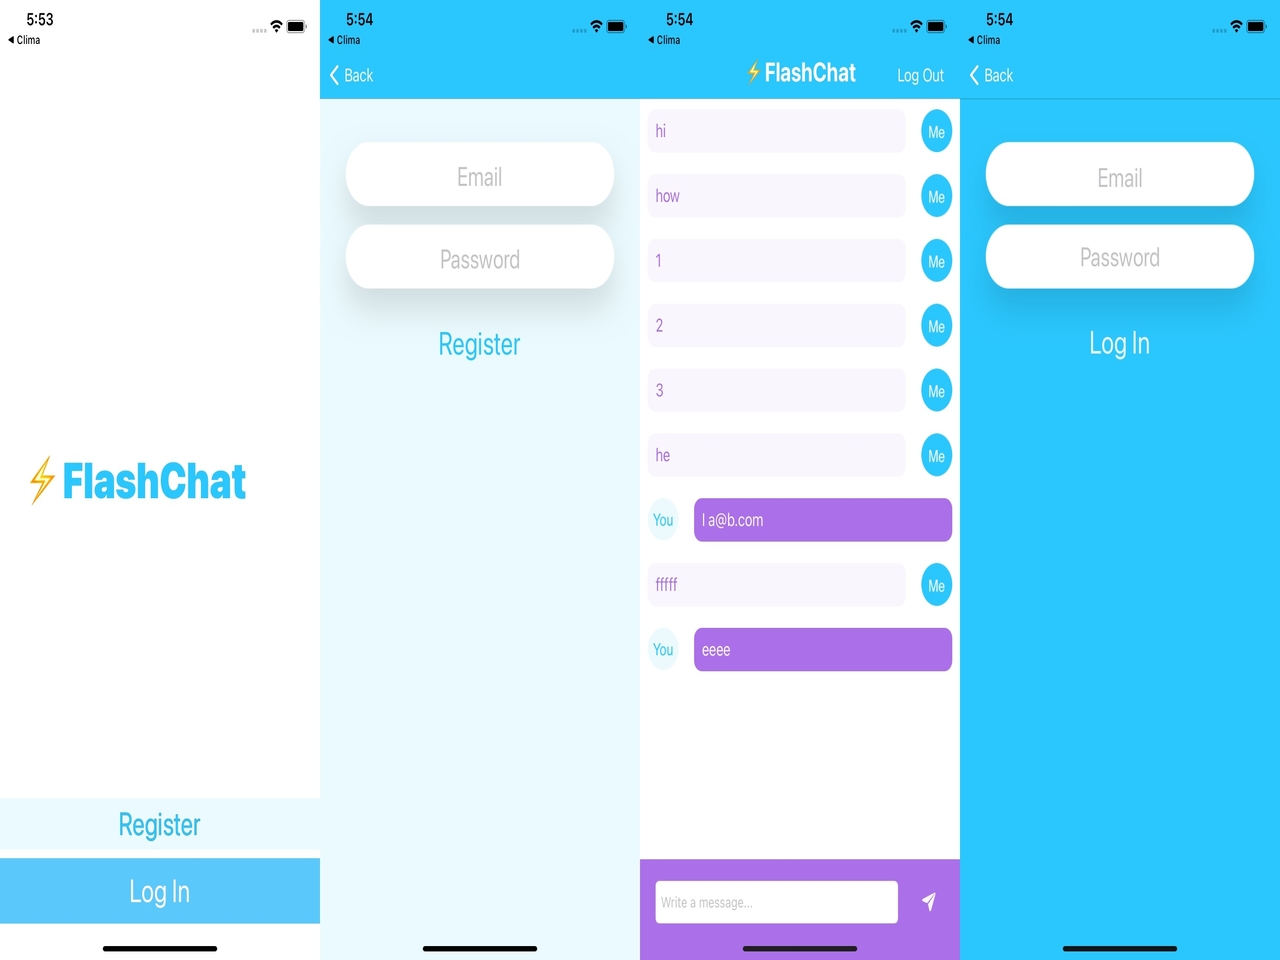 5:53
◀ Clima
⚡FlashChat
Register
Log In
5:54
◀ Clima
Back
Email
Password
Register
5:54
◀ Clima
⚡FlashChat
Log Out
hi
Me
how
Me
1
Me
2
Me
3
Me
he
Me
You
I a@b.com
fffff
Me
You
eeee
Write a message...
5:54
◀ Clima
Back
Email
Password
Log In